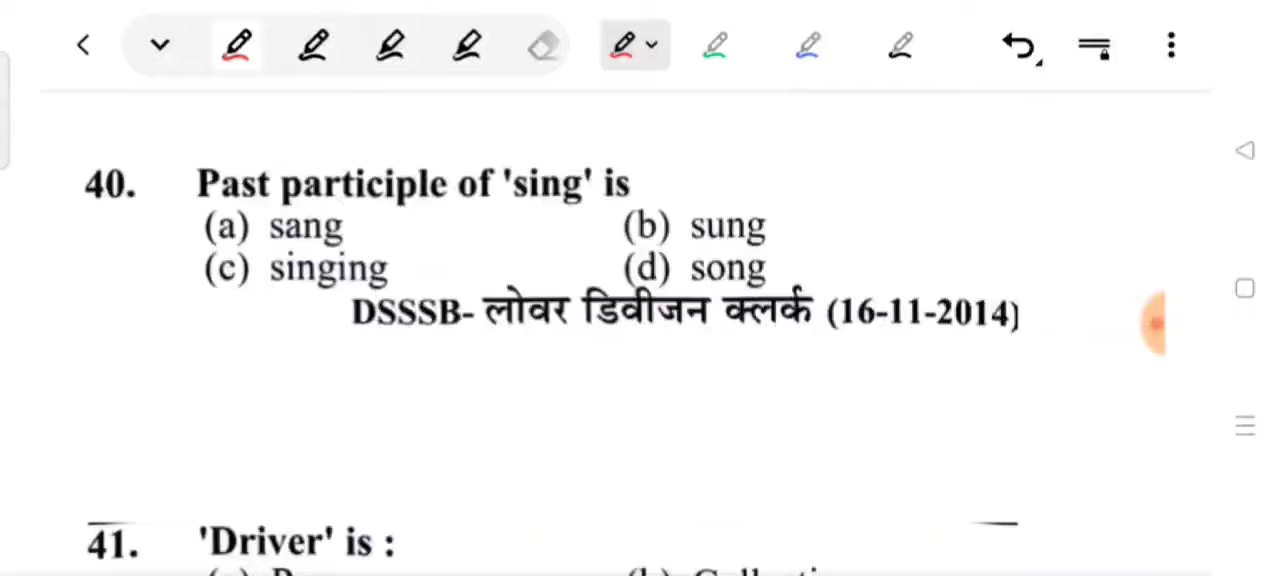 40. Past participle of 'sing' is
(a) sang (b) sung
(c) singing (d) song
DSSSB- लोवर डिवीजन क्लर्क (16-11-2014)
41. 'Driver' is :